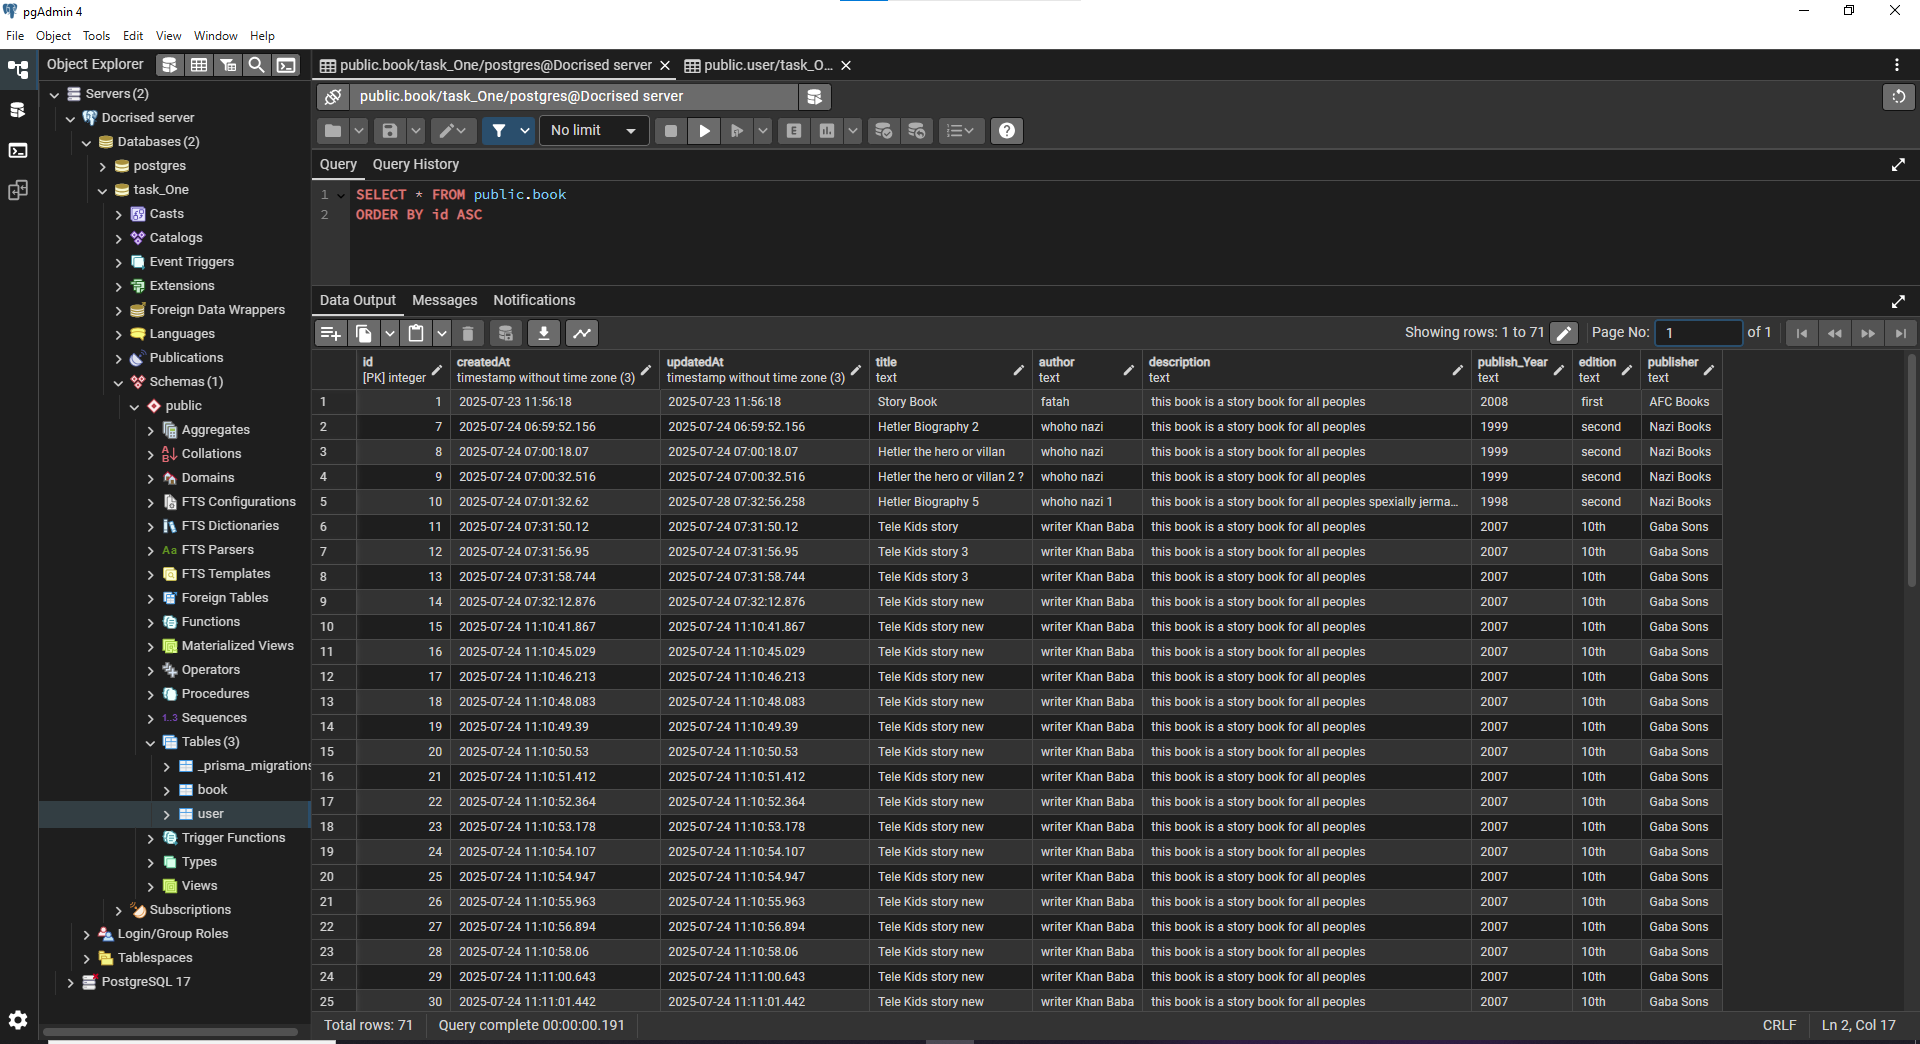 pgAdmin 4
File Object Tools Edit View Window Help
Object Explorer
Servers (2)
Docrised server
Databases (2)
postgres
task_One
Casts
Catalogs
Event Triggers
Extensions
Foreign Data Wrappers
Languages
Publications
Schemas (1)
public
Aggregates
Collations
Domains
FTS Configurations
FTS Dictionaries
Aa FTS Parsers
FTS Templates
Foreign Tables
Functions
Materialized Views
Operators
Procedures
1..3 Sequences
Tables (3)
_prisma_migrations
book
user
Trigger Functions
Types
Views
Subscriptions
Login/Group Roles
Tablespaces
PostgreSQL 17
public.book/task_One/postgres@Docrised server public.user/task_O...
public.book/task_One/postgres@Docrised server
No limit E
Query Query History
1 SELECT * FROM public.book
2 ORDER BY id ASC
Data Output Messages Notifications
Showing rows: 1 to 71 Page No: 1 of 1
id createdAt updatedAt title author description publish_Year edition publisher
[PK] integer timestamp without time zone (3) timestamp without time zone (3) text text text text text text
1 1 2025-07-23 11:56:18 2025-07-23 11:56:18 Story Book fatah this book is a story book for all peoples 2008 first AFC Books
2 7 2025-07-24 06:59:52.156 2025-07-24 06:59:52.156 Hetler Biography 2 whoho nazi this book is a story book for all peoples 1999 second Nazi Books
3 8 2025-07-24 07:00:18.07 2025-07-24 07:00:18.07 Hetler the hero or villan whoho nazi this book is a story book for all peoples 1999 second Nazi Books
4 9 2025-07-24 07:00:32.516 2025-07-24 07:00:32.516 Hetler the hero or villan 2 ? whoho nazi this book is a story book for all peoples 1999 second Nazi Books
5 10 2025-07-24 07:01:32.62 2025-07-28 07:32:56.258 Hetler Biography 5 whoho nazi 1 this book is a story book for all peoples spexially jerma... 1998 second Nazi Books
6 11 2025-07-24 07:31:50.12 2025-07-24 07:31:50.12 Tele Kids story writer Khan Baba this book is a story book for all peoples 2007 10th Gaba Sons
7 12 2025-07-24 07:31:56.95 2025-07-24 07:31:56.95 Tele Kids story 3 writer Khan Baba this book is a story book for all peoples 2007 10th Gaba Sons
8 13 2025-07-24 07:31:58.744 2025-07-24 07:31:58.744 Tele Kids story 3 writer Khan Baba this book is a story book for all peoples 2007 10th Gaba Sons
9 14 2025-07-24 07:32:12.876 2025-07-24 07:32:12.876 Tele Kids story new writer Khan Baba this book is a story book for all peoples 2007 10th Gaba Sons
10 15 2025-07-24 11:10:41.867 2025-07-24 11:10:41.867 Tele Kids story new writer Khan Baba this book is a story book for all peoples 2007 10th Gaba Sons
11 16 2025-07-24 11:10:45.029 2025-07-24 11:10:45.029 Tele Kids story new writer Khan Baba this book is a story book for all peoples 2007 10th Gaba Sons
12 17 2025-07-24 11:10:46.213 2025-07-24 11:10:46.213 Tele Kids story new writer Khan Baba this book is a story book for all peoples 2007 10th Gaba Sons
13 18 2025-07-24 11:10:48.083 2025-07-24 11:10:48.083 Tele Kids story new writer Khan Baba this book is a story book for all peoples 2007 10th Gaba Sons
14 19 2025-07-24 11:10:49.39 2025-07-24 11:10:49.39 Tele Kids story new writer Khan Baba this book is a story book for all peoples 2007 10th Gaba Sons
15 20 2025-07-24 11:10:50.53 2025-07-24 11:10:50.53 Tele Kids story new writer Khan Baba this book is a story book for all peoples 2007 10th Gaba Sons
16 21 2025-07-24 11:10:51.412 2025-07-24 11:10:51.412 Tele Kids story new writer Khan Baba this book is a story book for all peoples 2007 10th Gaba Sons
17 22 2025-07-24 11:10:52.364 2025-07-24 11:10:52.364 Tele Kids story new writer Khan Baba this book is a story book for all peoples 2007 10th Gaba Sons
18 23 2025-07-24 11:10:53.178 2025-07-24 11:10:53.178 Tele Kids story new writer Khan Baba this book is a story book for all peoples 2007 10th Gaba Sons
19 24 2025-07-24 11:10:54.107 2025-07-24 11:10:54.107 Tele Kids story new writer Khan Baba this book is a story book for all peoples 2007 10th Gaba Sons
20 25 2025-07-24 11:10:54.947 2025-07-24 11:10:54.947 Tele Kids story new writer Khan Baba this book is a story book for all peoples 2007 10th Gaba Sons
21 26 2025-07-24 11:10:55.963 2025-07-24 11:10:55.963 Tele Kids story new writer Khan Baba this book is a story book for all peoples 2007 10th Gaba Sons
22 27 2025-07-24 11:10:56.894 2025-07-24 11:10:56.894 Tele Kids story new writer Khan Baba this book is a story book for all peoples 2007 10th Gaba Sons
23 28 2025-07-24 11:10:58.06 2025-07-24 11:10:58.06 Tele Kids story new writer Khan Baba this book is a story book for all peoples 2007 10th Gaba Sons
24 29 2025-07-24 11:11:00.643 2025-07-24 11:11:00.643 Tele Kids story new writer Khan Baba this book is a story book for all peoples 2007 10th Gaba Sons
25 30 2025-07-24 11:11:01.442 2025-07-24 11:11:01.442 Tele Kids story new writer Khan Baba this book is a story book for all peoples 2007 10th Gaba Sons
Total rows: 71 Query complete 00:00:00.191 CRLF Ln 2, Col 17